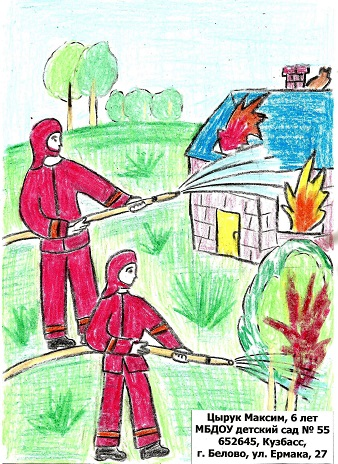 Цырук Максим, 6 лет
МБДОУ детский сад № 55
652645, Кузбасс,
г. Белово, ул. Ермака, 27